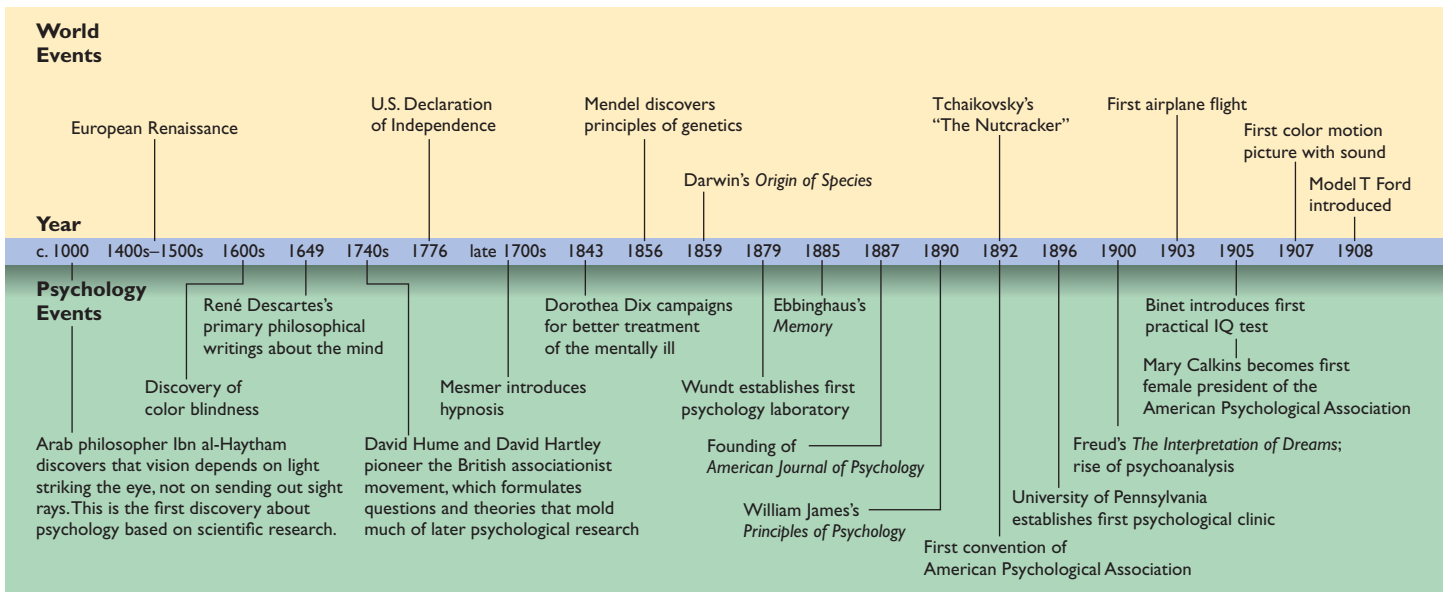 World
Events
European Renaissance
U.S. Declaration
of Independence
Mendel discovers
principles of genetics
Darwin's Origin of Species
Tchaikovsky's
“The Nutcracker”
First airplane flight
First color motion
picture with sound
Model T Ford
introduced
Year
c. 1000 1400s–1500s 1600s 1649 1740s 1776 late 1700s 1843 1856 1859 1879 1885 1887 1890 1892 1896 1900 1903 1905 1907 1908
Psychology
Events
Arab philosopher Ibn al-Haytham
discovers that vision depends on light
striking the eye, not on sending out sight
rays. This is the first discovery about
psychology based on scientific research.
Discovery of
color blindness
René Descartes's
primary philosophical
writings about the mind
David Hume and David Hartley
pioneer the British associationist
movement, which formulates
questions and theories that mold
much of later psychological research
Mesmer introduces
hypnosis
Dorothea Dix campaigns
for better treatment
of the mentally ill
Wundt establishes first
psychology laboratory
Ebbinghaus's
Memory
Founding of
American Journal of Psychology
William James's
Principles of Psychology
First convention of
American Psychological Association
University of Pennsylvania
establishes first psychological clinic
Freud's The Interpretation of Dreams;
rise of psychoanalysis
Binet introduces first
practical IQ test
Mary Calkins becomes first
female president of the
American Psychological Association